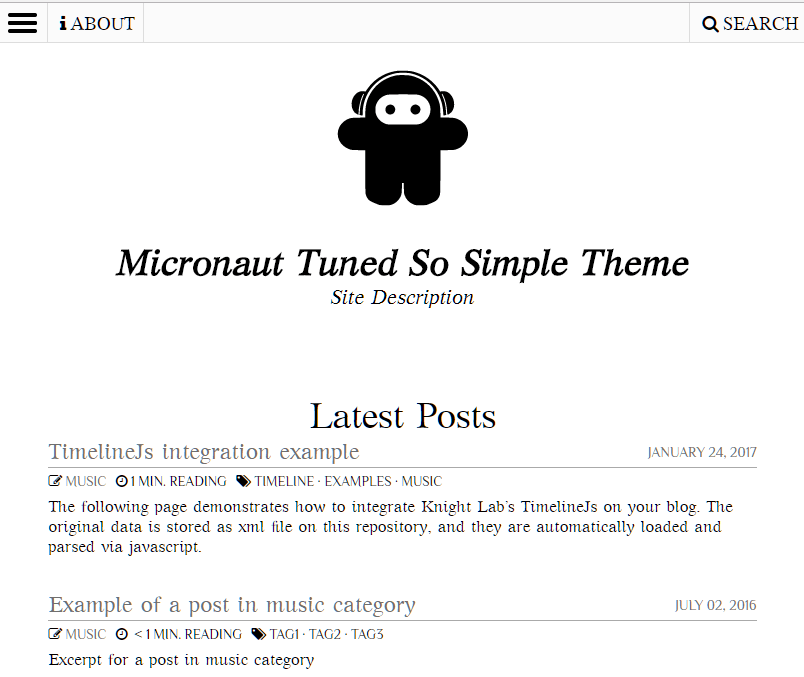 ABOUT
SEARCH
Micronaut Tuned So Simple Theme
Site Description
Latest Posts
TimelineJs integration example
JANUARY 24, 2017
MUSIC 1 MIN. READING TIMELINE · EXAMPLES · MUSIC
The following page demonstrates how to integrate Knight Lab's TimelineJs on your blog. The
original data is stored as xml file on this repository, and they are automatically loaded and
parsed via javascript.
Example of a post in music category
JULY 02, 2016
MUSIC < 1 MIN. READING TAG1 · TAG2 · TAG3
Excerpt for a post in music category